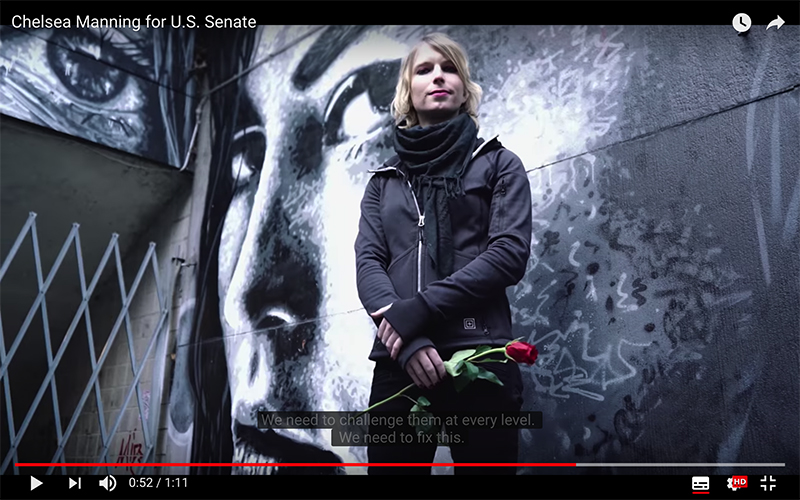 Chelsea Manning for U.S. Senate
We need to challenge them at every level.
We need to fix this.
0:52 / 1:11
HD